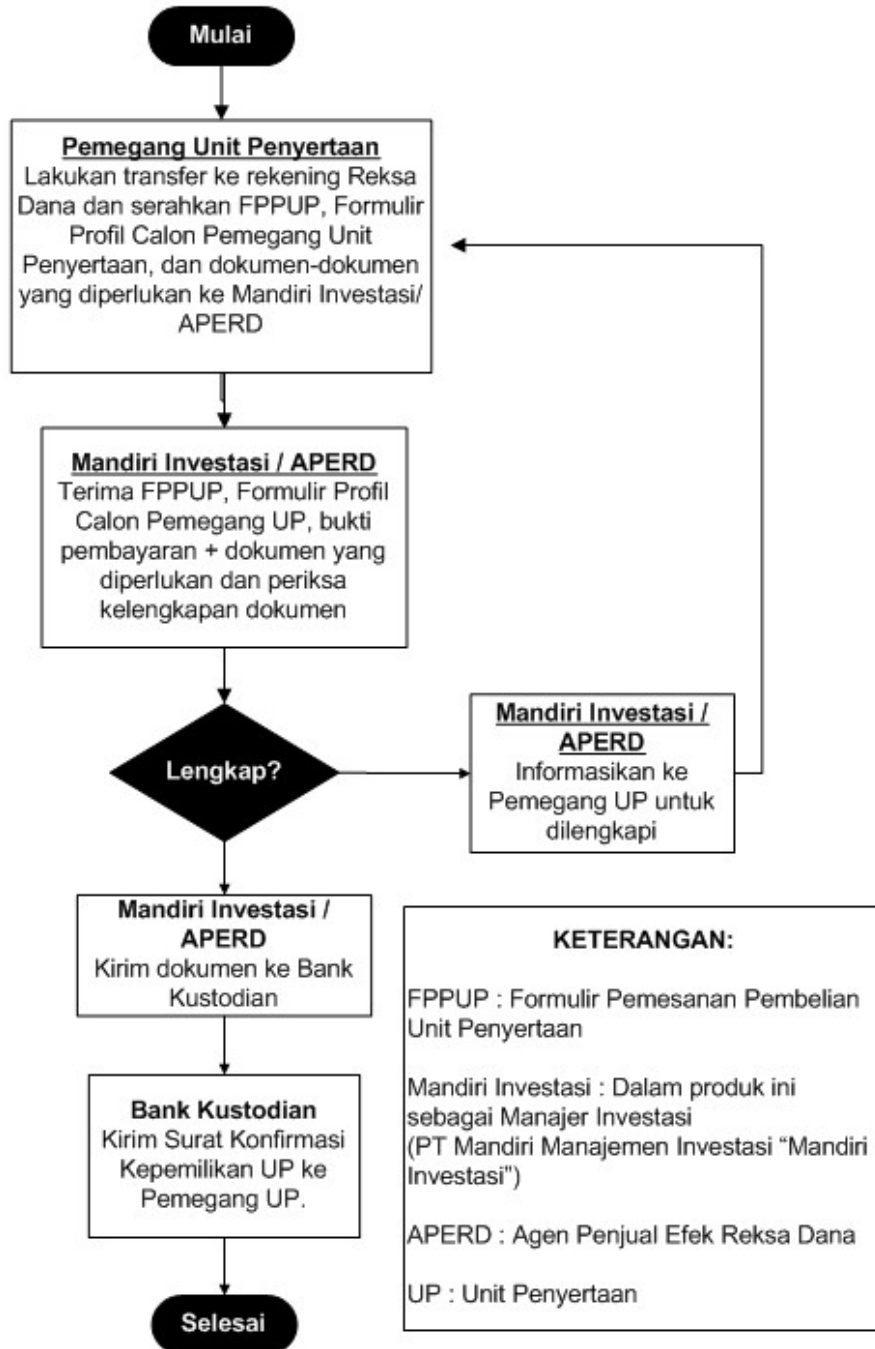 Mulai
Pemegang Unit Penyertaan
Lakukan transfer ke rekening Reksa
Dana dan serahkan FPPUP, Formulir
Profil Calon Pemegang Unit
Penyertaan, dan dokumen-dokumen
yang diperlukan ke Mandiri Investasi/
APERD
Mandiri Investasi / APERD
Terima FPPUP, Formulir Profil
Calon Pemegang UP, bukti
pembayaran + dokumen yang
diperlukan dan periksa
kelengkapan dokumen
Lengkap?
Mandiri Investasi /
APERD
Informasikan ke
Pemegang UP untuk
dilengkapi
Mandiri Investasi /
APERD
Kirim dokumen ke Bank
Kustodian
Bank Kustodian
Kirim Surat Konfirmasi
Kepemilikan UP ke
Pemegang UP.
Selesai
KETERANGAN:
FPPUP : Formulir Pemesanan Pembelian
Unit Penyertaan
Mandiri Investasi : Dalam produk ini
sebagai Manajer Investasi
(PT Mandiri Manajemen Investasi “Mandiri
Investasi”)
APERD : Agen Penjual Efek Reksa Dana
UP : Unit Penyertaan